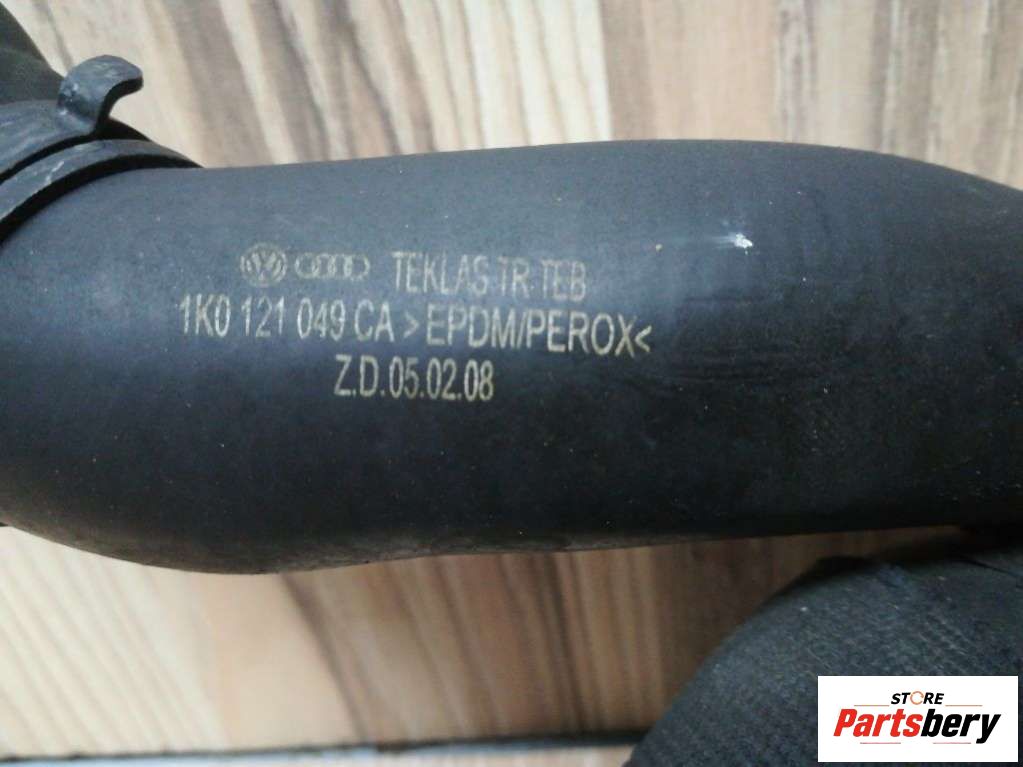 TEKLAS TR TEB
1K0 121 049 CA >EPDM/PEROX<
Z.D.05.02.08
STORE
Partsbery